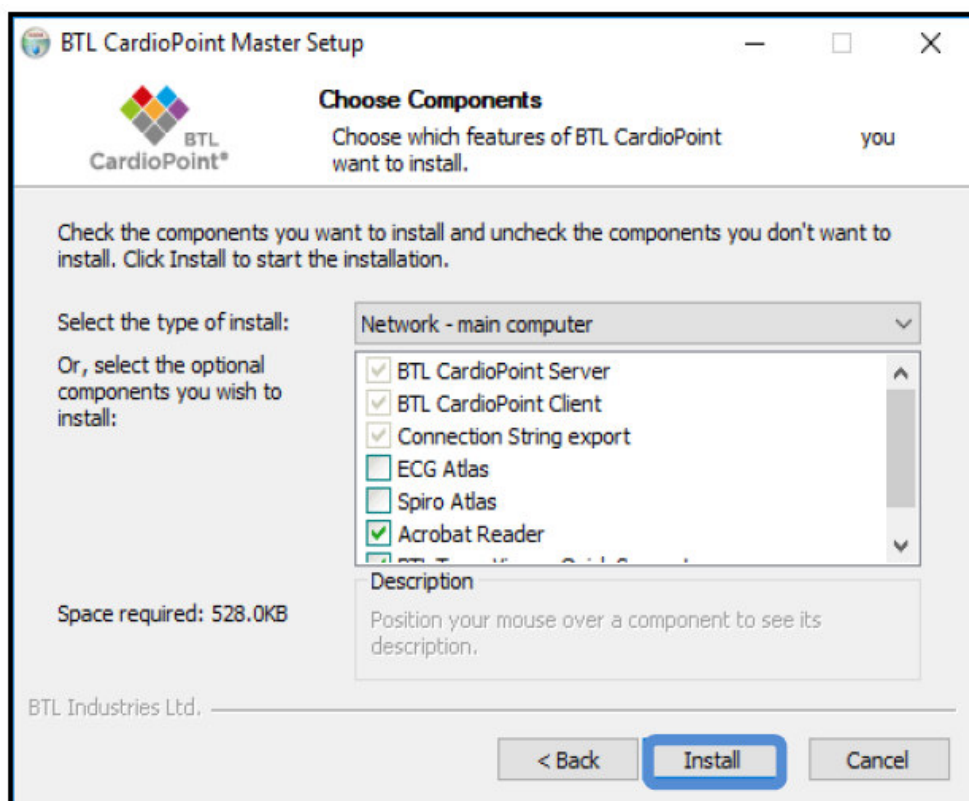 BTL CardioPoint Master Setup
BTL
CardioPoint®
Choose Components
Choose which features of BTL CardioPoint you
want to install.
Check the components you want to install and uncheck the components you don't want to
install. Click Install to start the installation.
Select the type of install:
Network - main computer
Or, select the optional
components you wish to
install:
BTL CardioPoint Server
BTL CardioPoint Client
Connection String export
ECG Atlas
Spiro Atlas
Acrobat Reader
Space required: 528.0KB
Description
Position your mouse over a component to see its
description.
BTL Industries Ltd.
< Back
Install
Cancel